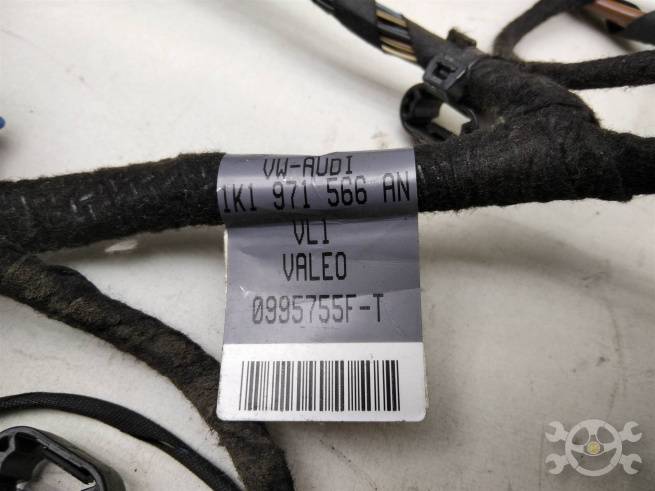 VW-AUDI
1K1 971 566 AN
VL1
VALEO
0995755F-T